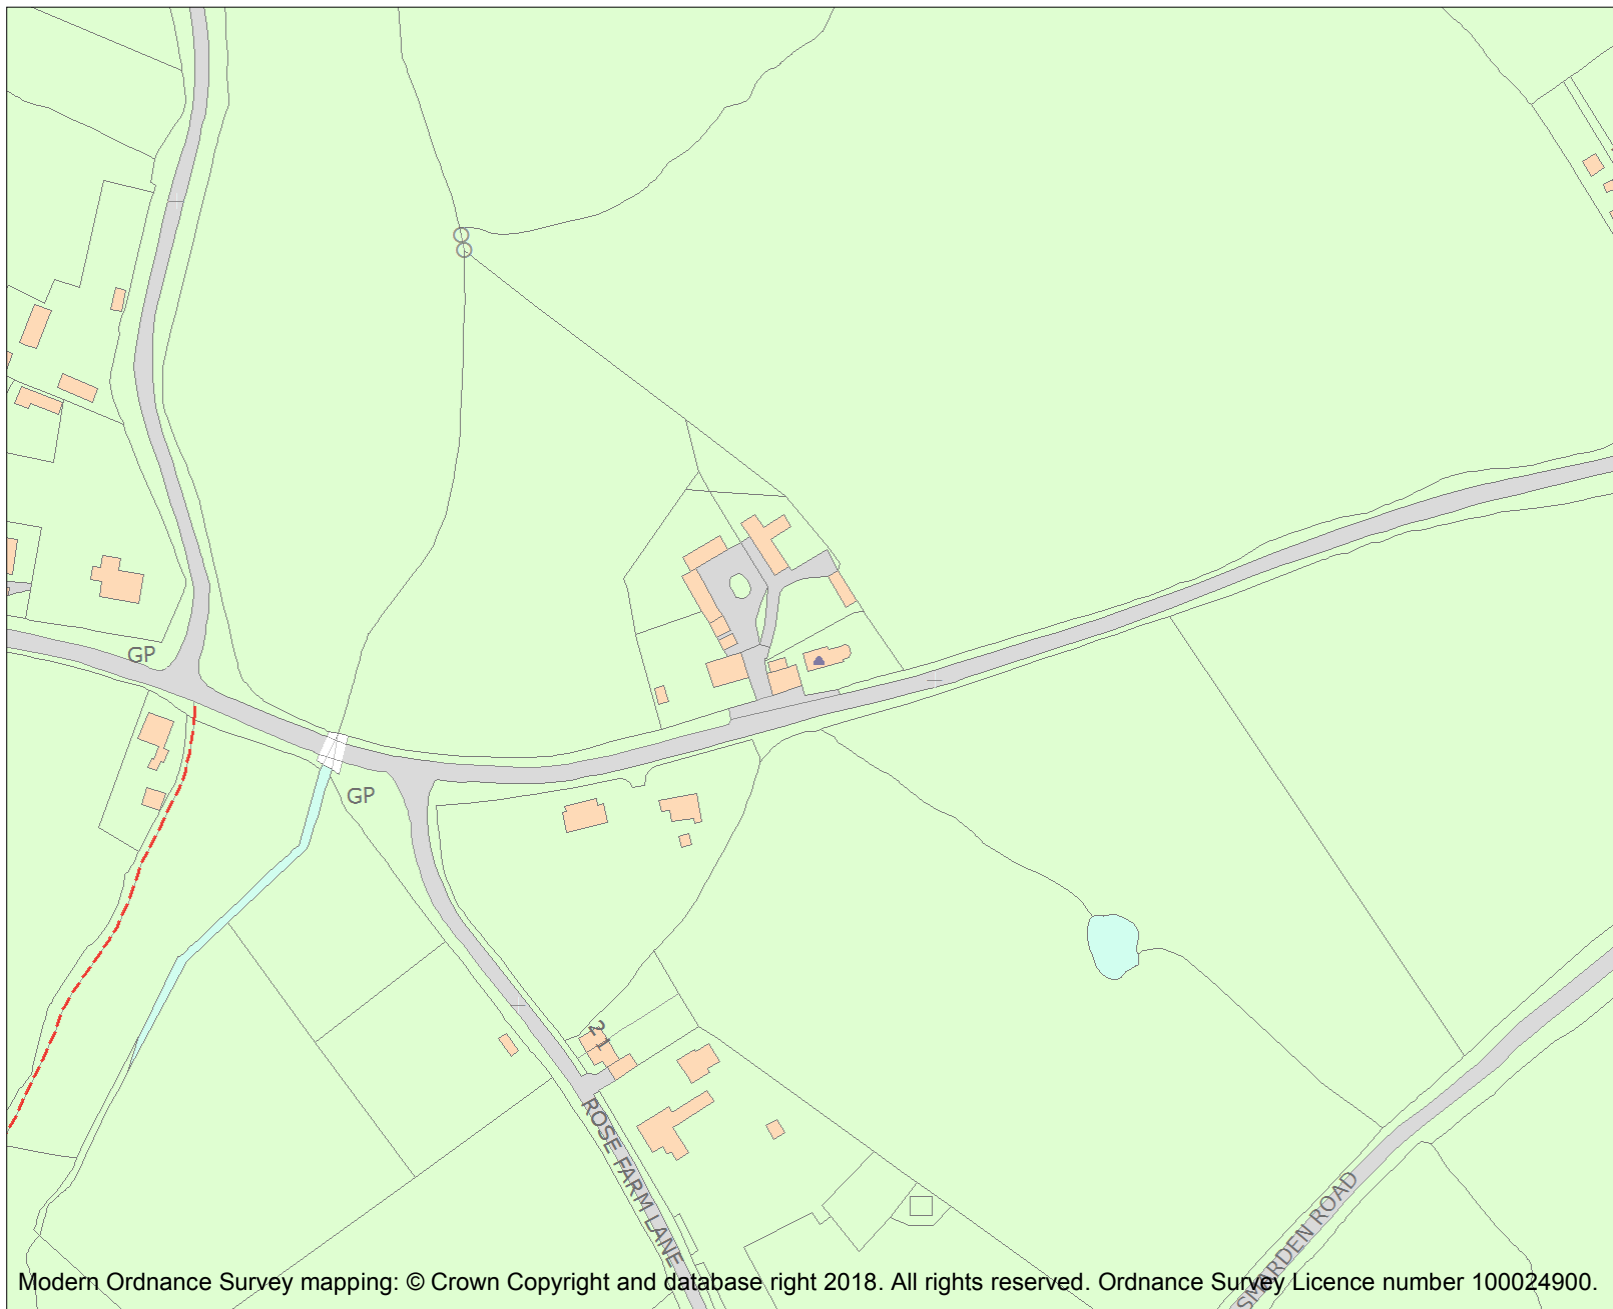 GP
GP
2
1
ROSE FARM LANE
SMARDEN ROAD
Modern Ordnance Survey mapping: © Crown Copyright and database right 2018. All rights reserved. Ordnance Survey Licence number 100024900.